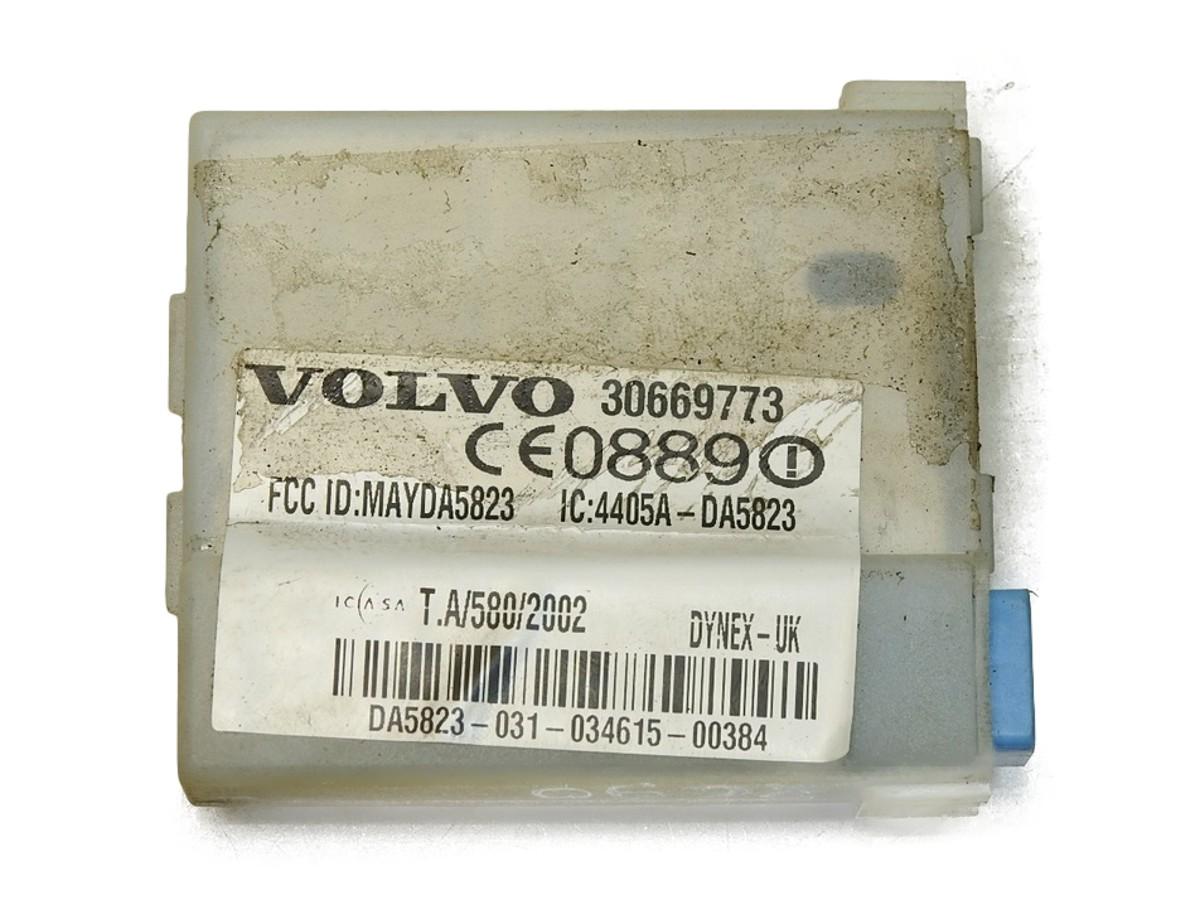 VOLVO 30669773
CE0889
FCC ID:MAYDA5823 IC:4405A-DA5823
ICASA T.A/580/2002
DYNEX-UK
DA5823-031-034615-00384